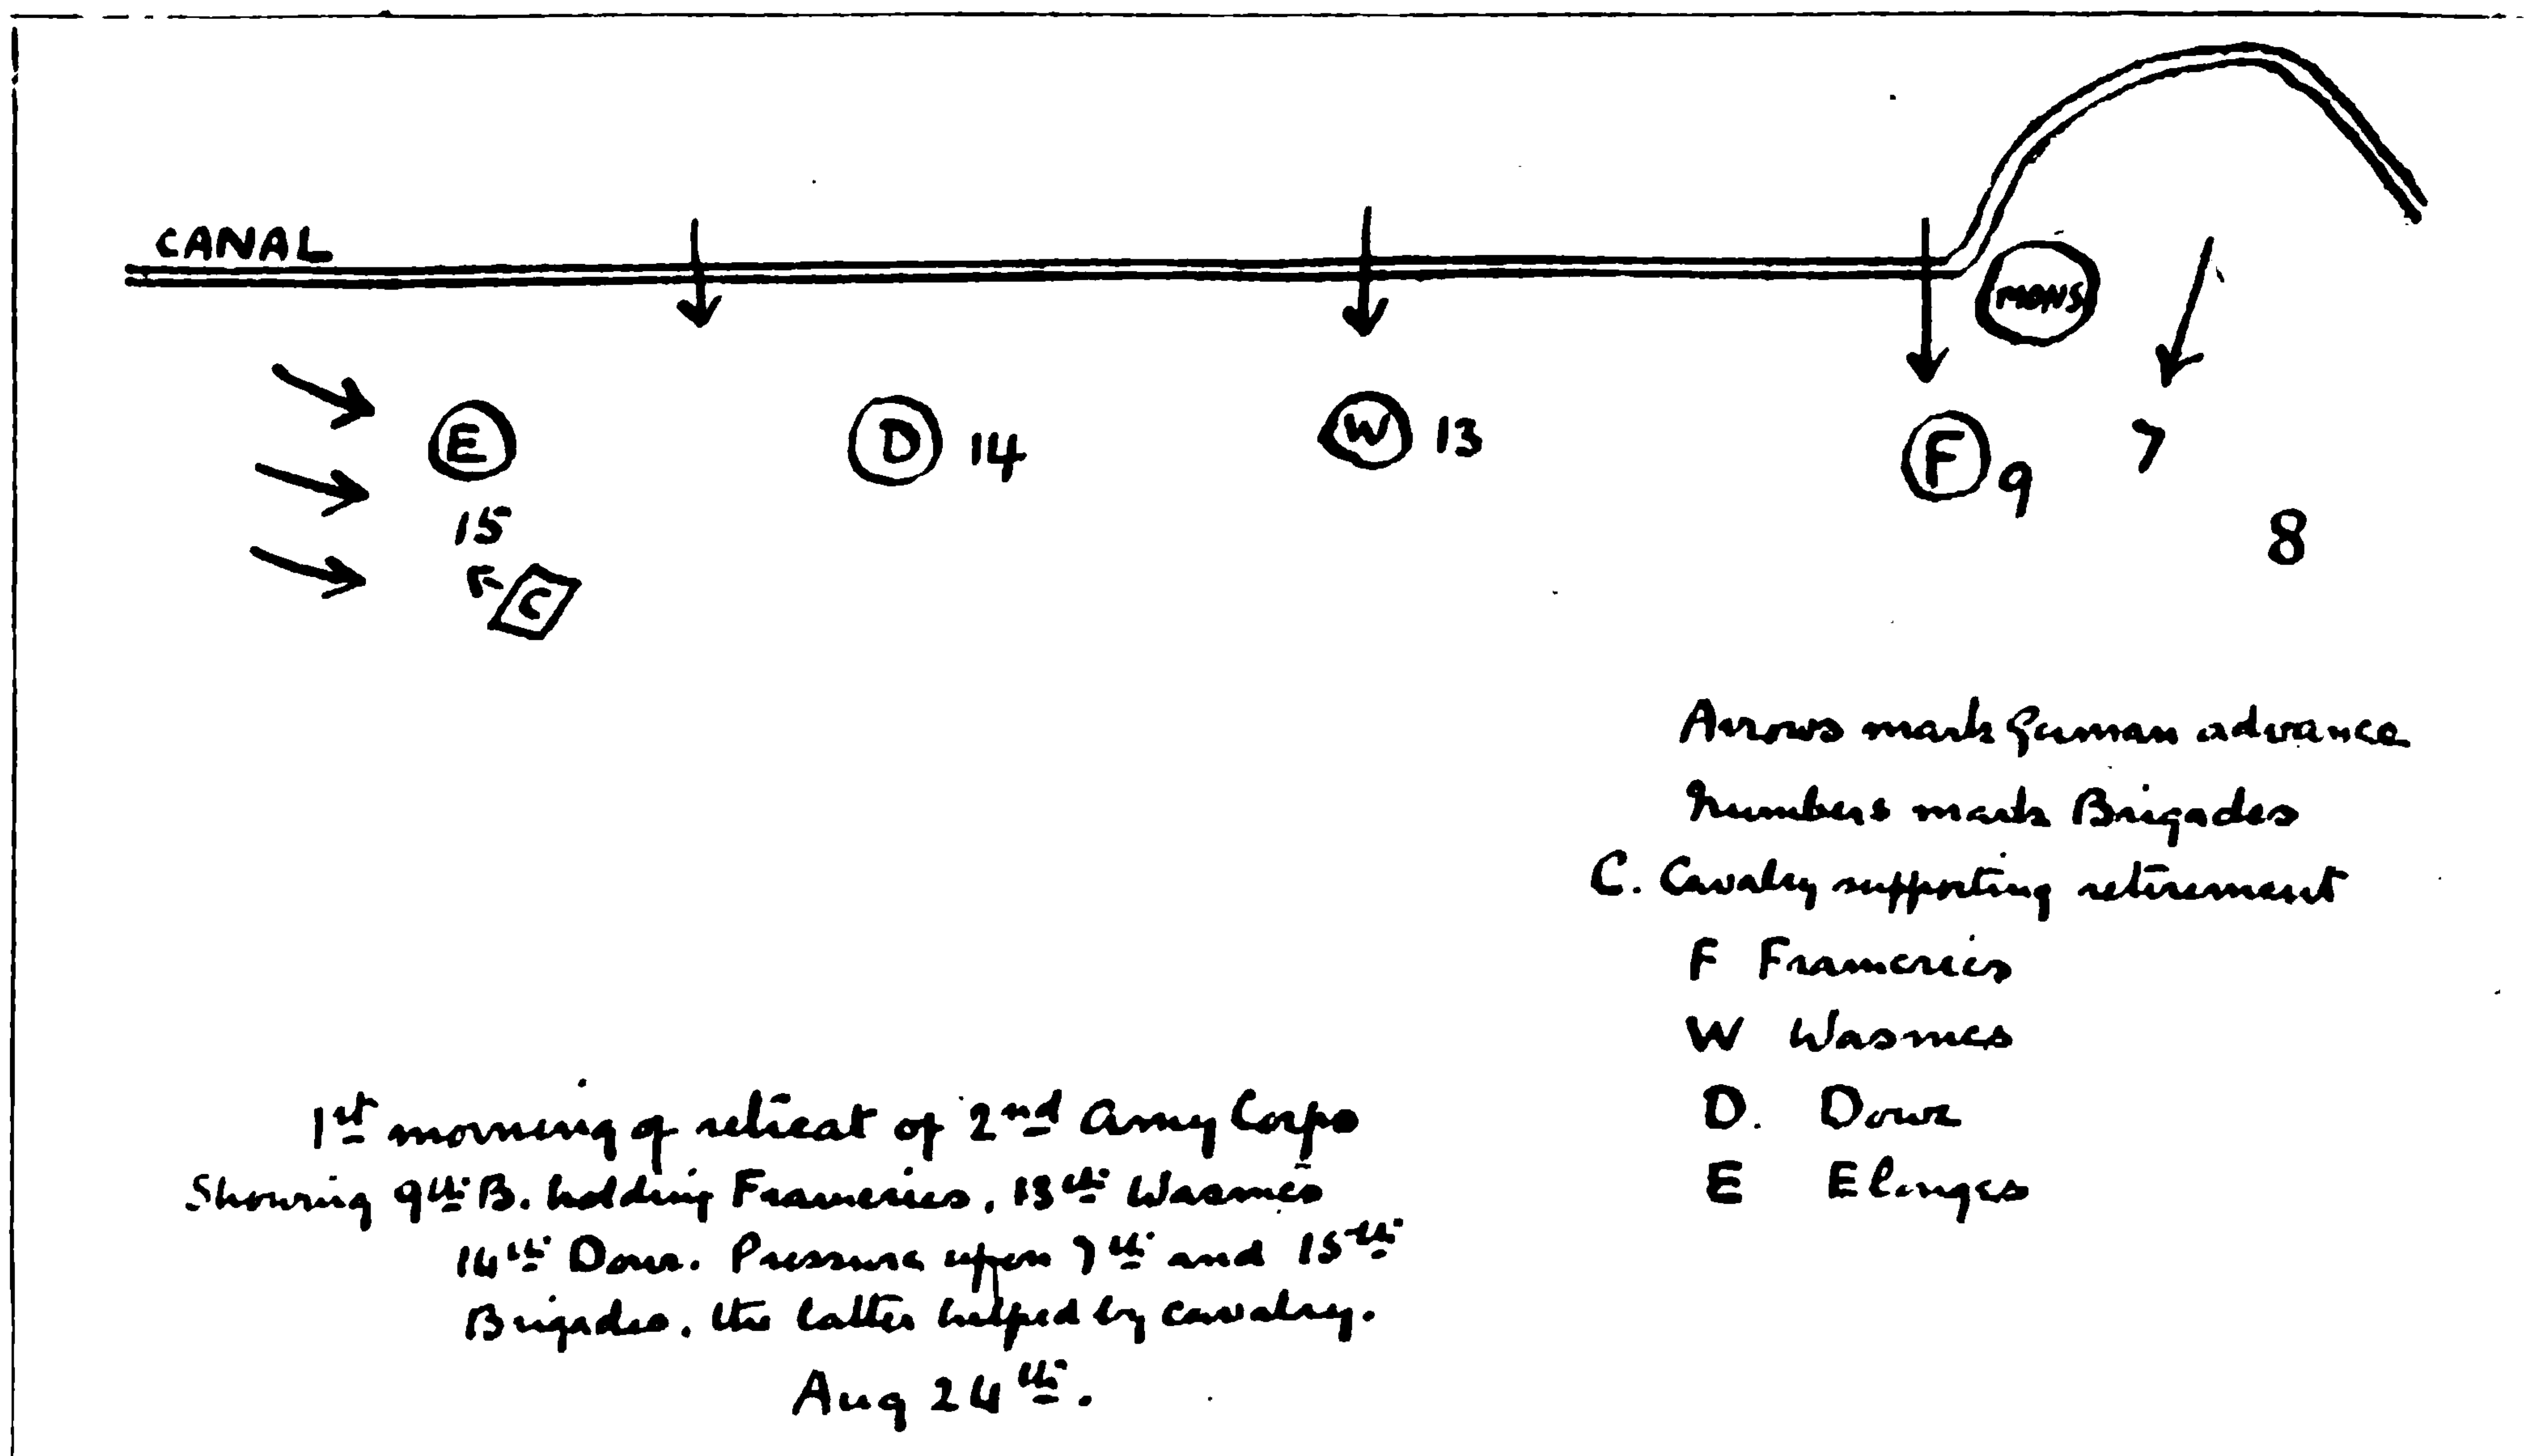 CANAL
MONS
E
D 14
W 13
F 9
7
15
8
C
Arrows mark German advance
Numbers mark Brigades
C. Cavalry supporting retirement
F Frameries
W Wasmes
D. Dour
E Elouges
1st morning of retreat of 2nd Army Corps
Showing 9th B. holding Frameries, 13th Wasmes
14th Dour. Pressure upon 7th and 15th
Brigades, the latter helped by cavalry.
Aug 24th.